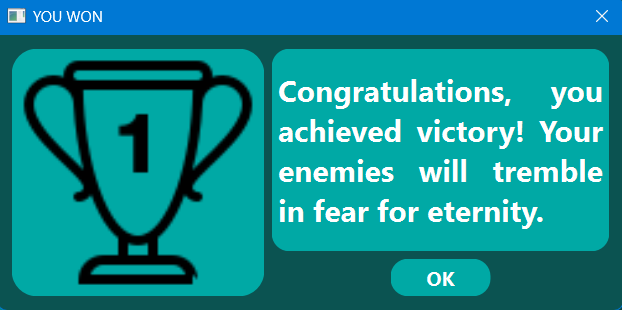 YOU WON
1
Congratulations, you
achieved victory! Your
enemies will tremble
in fear for eternity.
OK